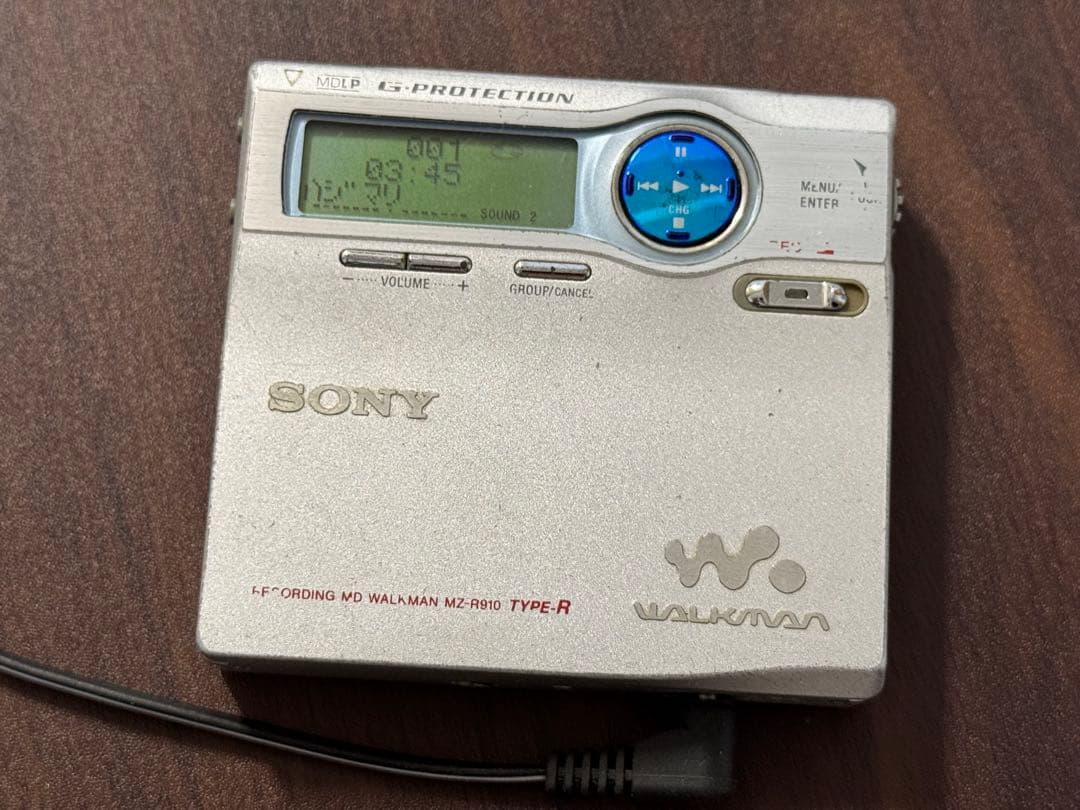 MDLP G-PROTECTION
001
03:45
SOUND 2
MENU/
ENTER
CHG
− VOLUME +
GROUP/CANCEL
SONY
RECORDING MD WALKMAN MZ-R910 TYPE-R
WALKMAN